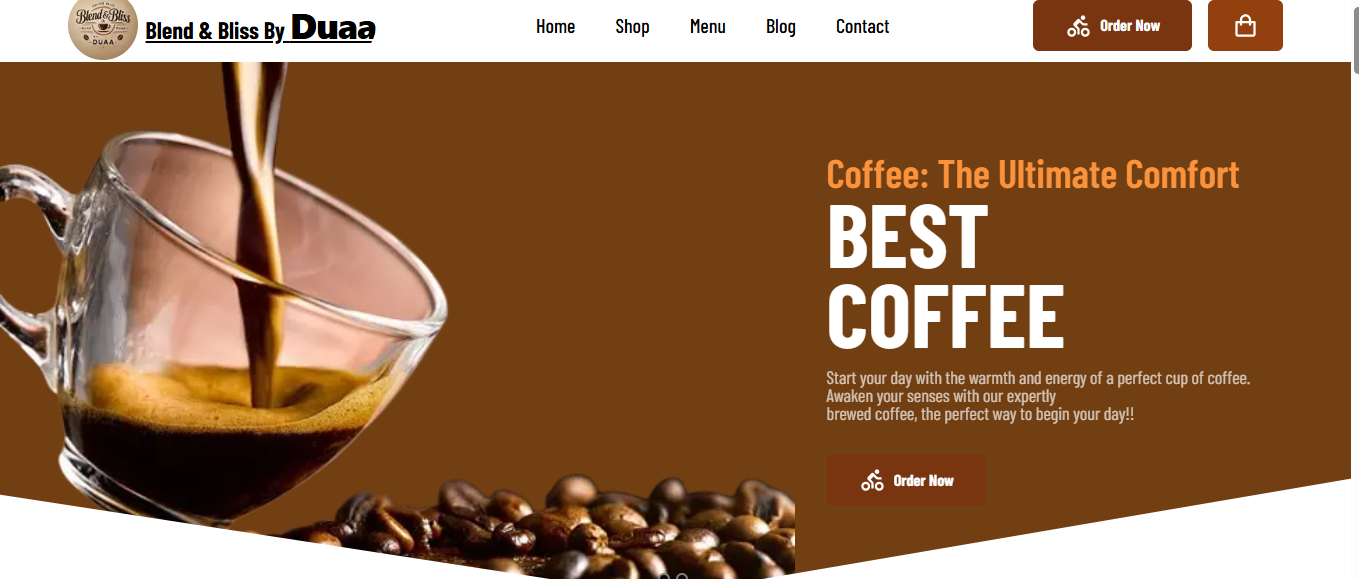 Blend & Bliss
DUAA
Blend & Bliss By Duaa
Home
Shop
Menu
Blog
Contact
Order Now
Coffee: The Ultimate Comfort
BEST
COFFEE
Start your day with the warmth and energy of a perfect cup of coffee.
Awaken your senses with our expertly
brewed coffee, the perfect way to begin your day!!
Order Now